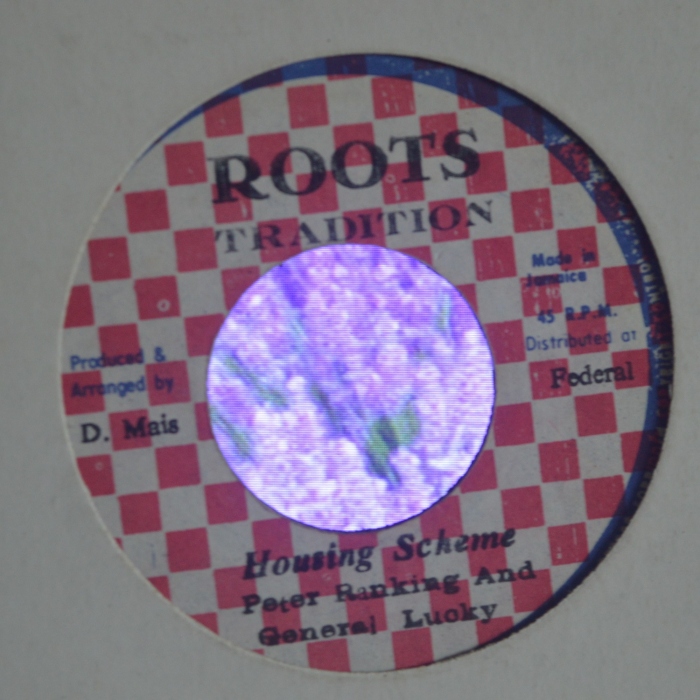 ROOTS
TRADITION
Made in
Jamaica
45 R.P.M.
Distributed at
Federal
Produced &
Arranged by
D. Mais
Housing Scheme
Peter Ranking And
General Lucky